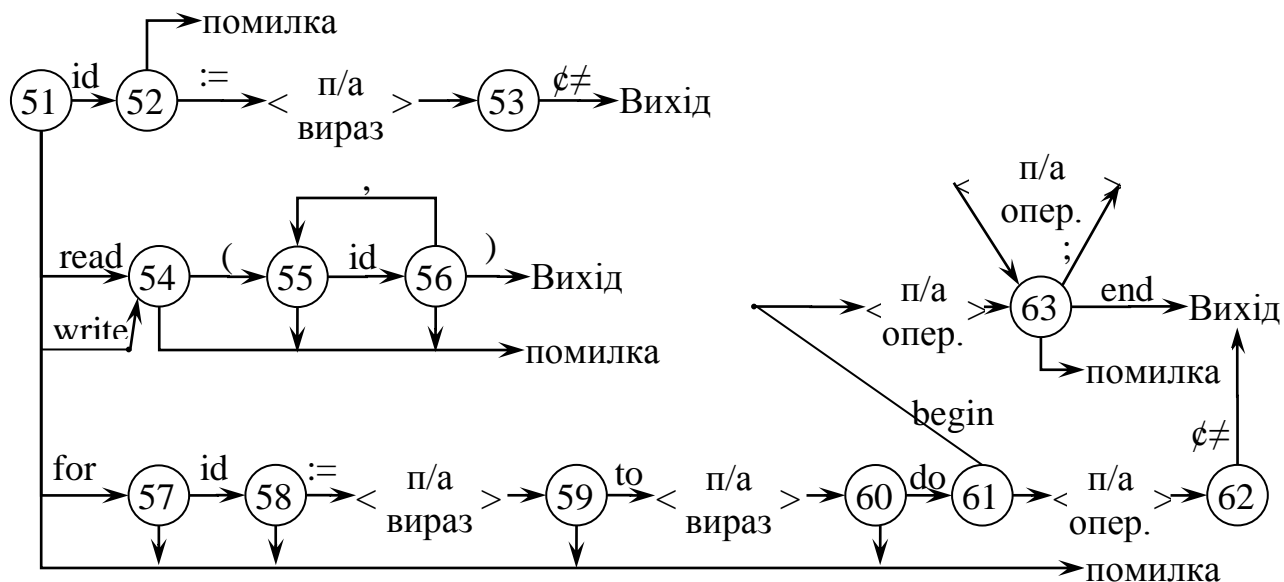 помилка
51 id 52 := < п/а вираз > 53 ¢≠ Вихід
,
read 54 ( 55 id 56 ) Вихід
write
помилка
< п/а опер. >
;
< п/а опер. > 63 end Вихід
помилка
begin
¢≠
for 57 id 58 := < п/а вираз > 59 to < п/а вираз > 60 do 61 < п/а опер. > 62
помилка